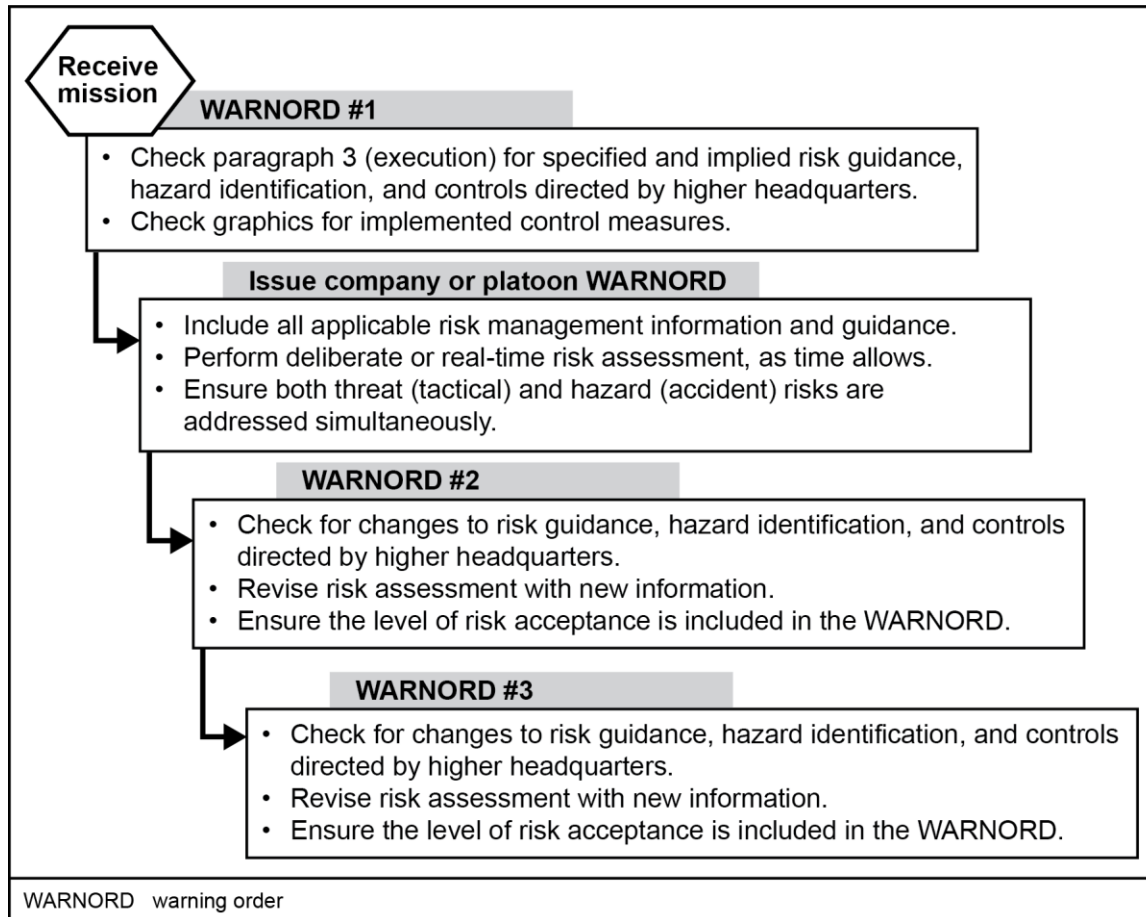 Receive
mission
WARNORD #1
• Check paragraph 3 (execution) for specified and implied risk guidance,
hazard identification, and controls directed by higher headquarters.
• Check graphics for implemented control measures.
Issue company or platoon WARNORD
• Include all applicable risk management information and guidance.
• Perform deliberate or real-time risk assessment, as time allows.
• Ensure both threat (tactical) and hazard (accident) risks are
addressed simultaneously.
WARNORD #2
• Check for changes to risk guidance, hazard identification, and controls
directed by higher headquarters.
• Revise risk assessment with new information.
• Ensure the level of risk acceptance is included in the WARNORD.
WARNORD #3
• Check for changes to risk guidance, hazard identification, and controls
directed by higher headquarters.
• Revise risk assessment with new information.
• Ensure the level of risk acceptance is included in the WARNORD.
WARNORD warning order